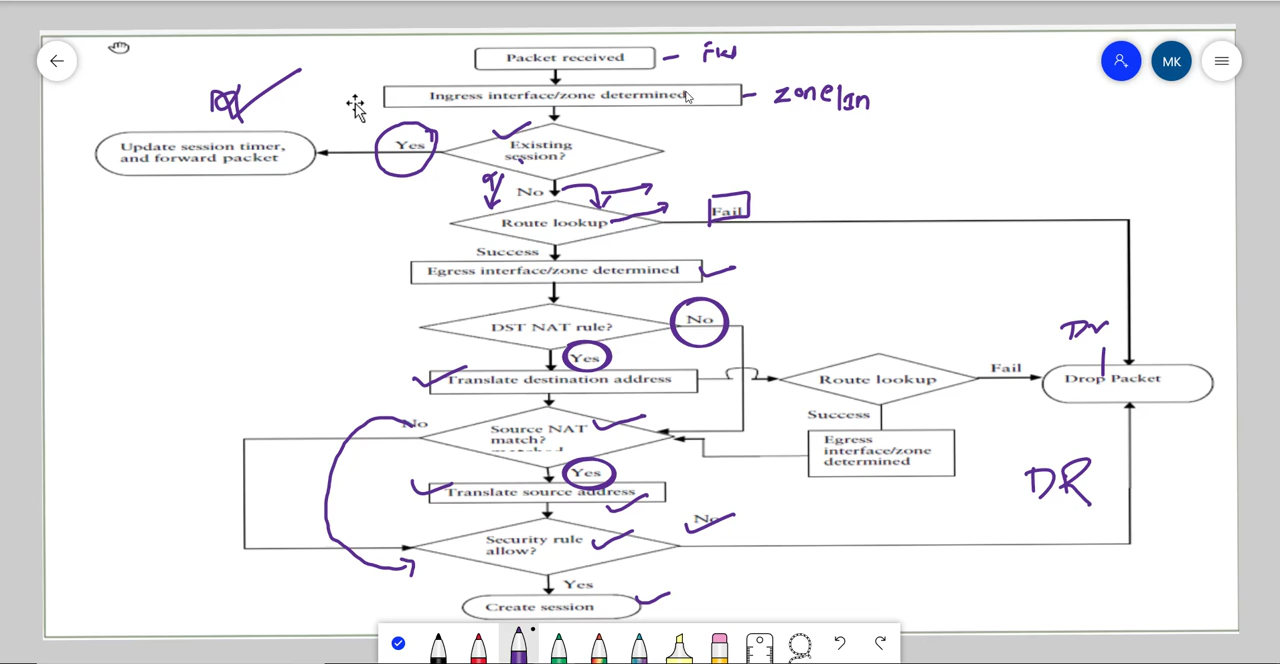 Packet received
Ingress interface/zone determined
zone/In
MK
Update session timer,
and forward packet
Yes
Existing
session?
No
Route lookup
Fail
Success
Egress interface/zone determined
DST NAT rule?
No
Yes
Translate destination address
Route lookup
Fail
Drop Packet
Success
Egress
interface/zone
determined
No
Source NAT
match?
Yes
Translate source address
DR
Security rule
allow?
No
Yes
Create session